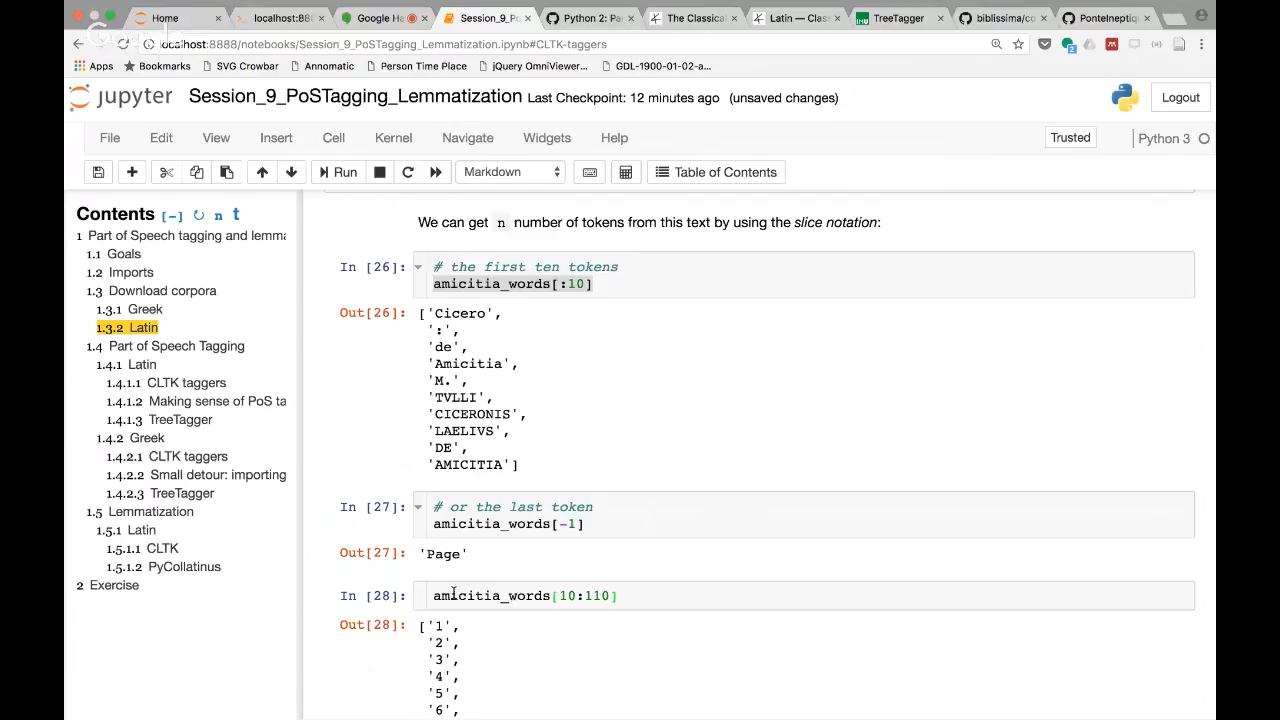 Home
localhost:8888
Google Ha
Session_9_Po
Python 2: Par
The Classical
Latin — Class
TreeTagger
biblissima/co
PonteIneptiq
Google
localhost:8888/notebooks/Session_9_PoSTagging_Lemmatization.ipynb#CLTK-taggers
Apps Bookmarks SVG Crowbar Annomatic Person Time Place jQuery OmniViewer... GDL-1900-01-02-a...
jupyter Session_9_PoSTagging_Lemmatization Last Checkpoint: 12 minutes ago (unsaved changes) Logout
File Edit View Insert Cell Kernel Navigate Widgets Help Trusted Python 3
Run Markdown Table of Contents
Contents [-] n t
1 Part of Speech tagging and lemma
1.1 Goals
1.2 Imports
1.3 Download corpora
1.3.1 Greek
1.3.2 Latin
1.4 Part of Speech Tagging
1.4.1 Latin
1.4.1.1 CLTK taggers
1.4.1.2 Making sense of PoS ta
1.4.1.3 TreeTagger
1.4.2 Greek
1.4.2.1 CLTK taggers
1.4.2.2 Small detour: importing
1.4.2.3 TreeTagger
1.5 Lemmatization
1.5.1 Latin
1.5.1.1 CLTK
1.5.1.2 PyCollatinus
2 Exercise
We can get n number of tokens from this text by using the slice notation:
In [26]: # the first ten tokens
amicitia_words[:10]
Out[26]: ['Cicero',
':',
'de',
'Amicitia',
'M.',
'TVLLI',
'CICERONIS',
'LAELIVS',
'DE',
'AMICITIA']
In [27]: # or the last token
amicitia_words[-1]
Out[27]: 'Page'
In [28]: amicitia_words[10:110]
Out[28]: ['1',
'2',
'3',
'4',
'5',
'6',